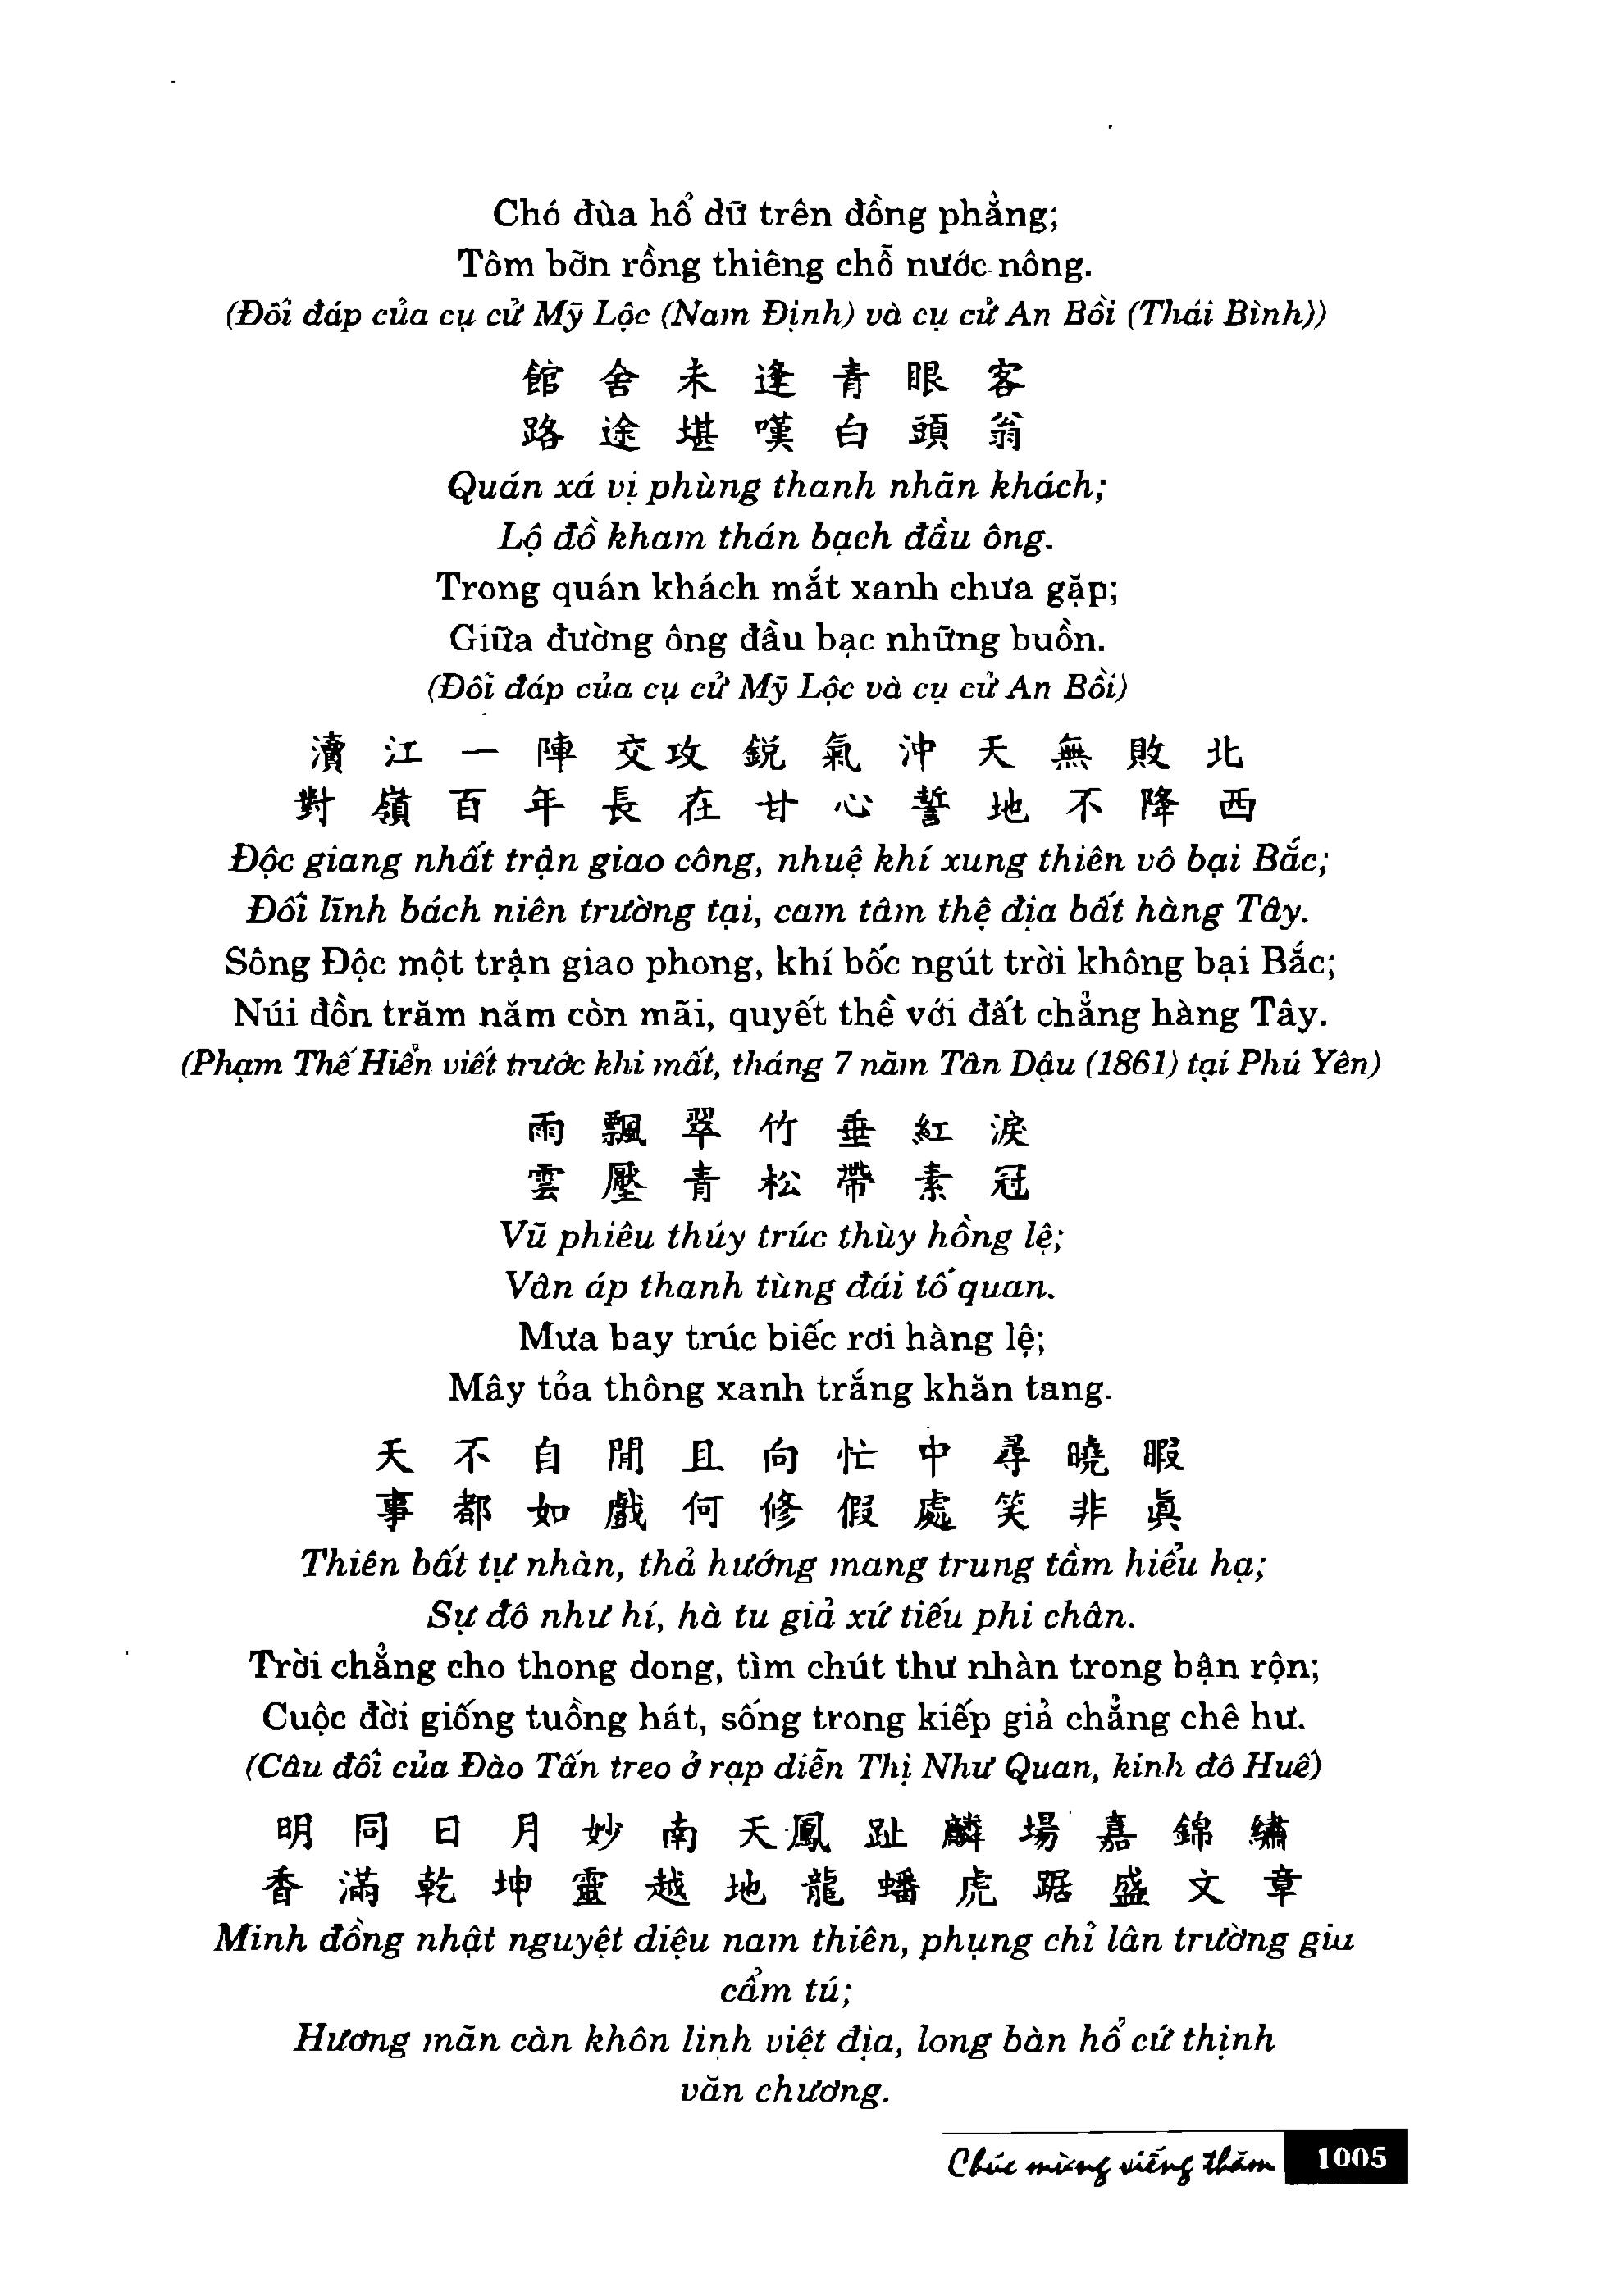 Chó đùa hổ dữ trên đồng phẳng;
Tôm bỡn rồng thiêng chỗ nước nông.
(Đối đáp của cụ cử Mỹ Lộc (Nam Định) và cụ cử An Bồi (Thái Bình))
館 舍 未 逢 青 眼 客
路 途 堪 嘆 白 頭 翁
Quán xá vị phùng thanh nhãn khách;
Lộ đồ kham thán bạch đầu ông.
Trong quán khách mắt xanh chưa gặp;
Giữa đường ông đầu bạc những buồn.
(Đối đáp của cụ cử Mỹ Lộc và cụ cử An Bồi)
瀆 江 一 陣 交 攻 銳 氣 沖 天 無 敗 北
對 嶺 百 年 長 在 甘 心 誓 地 不 降 西
Độc giang nhất trận giao công, nhuệ khí xung thiên vô bại Bắc;
Đối lĩnh bách niên trường tại, cam tâm thệ địa bất hàng Tây.
Sông Độc một trận giao phong, khí bốc ngút trời không bại Bắc;
Núi đồn trăm năm còn mãi, quyết thề với đất chẳng hàng Tây.
(Phạm Thế Hiển viết trước khi mất, tháng 7 năm Tân Dậu (1861) tại Phú Yên)
雨 飄 翠 竹 垂 紅 淚
雲 壓 青 松 帶 素 冠
Vũ phiêu thúy trúc thùy hồng lệ;
Vân áp thanh tùng đái tố quan.
Mưa bay trúc biếc rơi hàng lệ;
Mây tỏa thông xanh trắng khăn tang.
天 不 自 閒 且 向 忙 中 尋 曉 暇
事 都 如 戲 何 修 假 處 笑 非 眞
Thiên bất tự nhàn, thả hướng mang trung tầm hiểu hạ;
Sự đô như hí, hà tu giả xứ tiếu phi chân.
Trời chẳng cho thong dong, tìm chút thư nhàn trong bận rộn;
Cuộc đời giống tuồng hát, sống trong kiếp giả chẳng chê hư.
(Câu đối của Đào Tấn treo ở rạp diễn Thị Như Quan, kinh đô Huế)
明 同 日 月 妙 南 天 鳳 趾 麟 場 嘉 錦 繡
香 滿 乾 坤 靈 越 地 龍 蟠 虎 踞 盛 文 章
Minh đồng nhật nguyệt diệu nam thiên, phụng chỉ lân trường gia
cẩm tú;
Hương mãn càn khôn linh việt địa, long bàn hổ cứ thịnh
văn chương.
Chúc mừng viếng thăm 1005